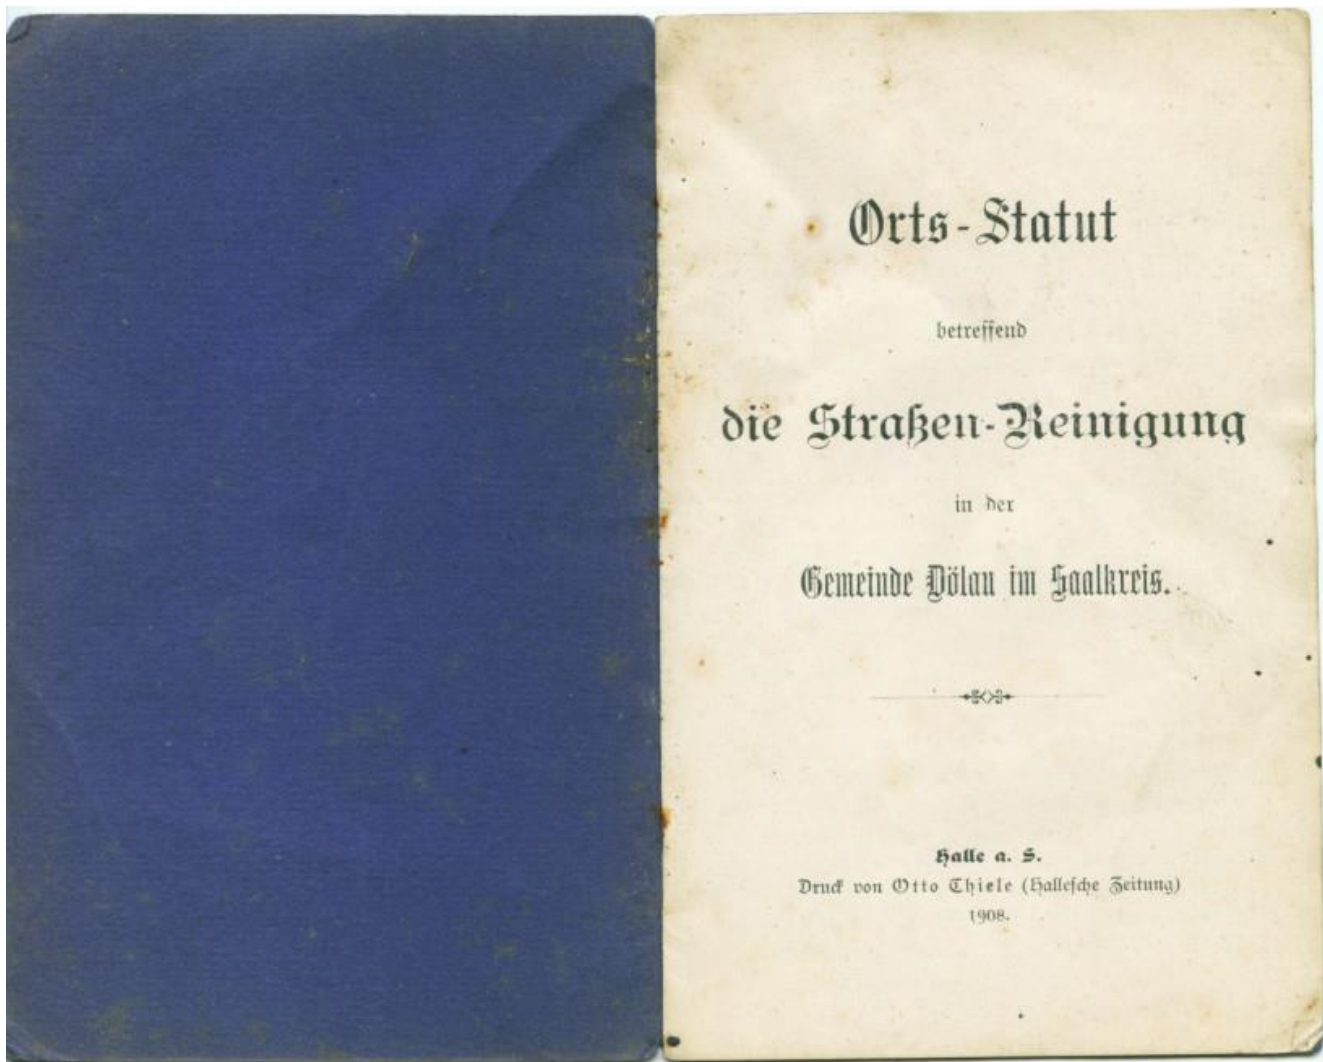 Orts-Statut
betreffend
die Straßen-Reinigung
in der
Gemeinde Dölau im Saalkreis.
Halle a. S.
Druck von Otto Thiele (Hallesche Zeitung)
1908.